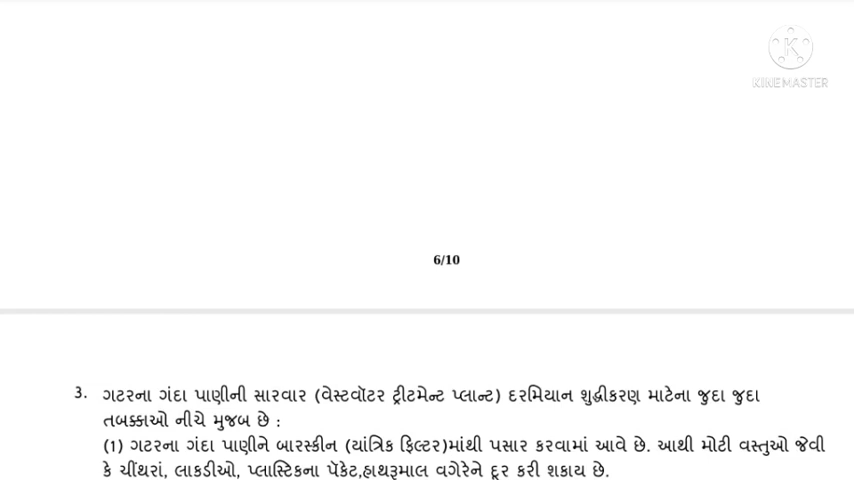 KINEMASTER
6/10
3. ગટરના ગંદા પાણીની સારવાર (વેસ્ટવૉટર ટ્રીટમેન્ટ પ્લાન્ટ) દરમિયાન શુદ્ધીકરણ માટેના જુદા જુદા
તબક્કાઓ નીચે મુજબ છે :
(1) ગટરના ગંદા પાણીને બારસ્કીન (યાંત્રિક ફિલ્ટર)માંથી પસાર કરવામાં આવે છે. આથી મોટી વસ્તુઓ જેવી
કે ચીંથરાં, લાકડીઓ, પ્લાસ્ટિકના પૅકેટ,હાથરૂમાલ વગેરેને દૂર કરી શકાય છે.